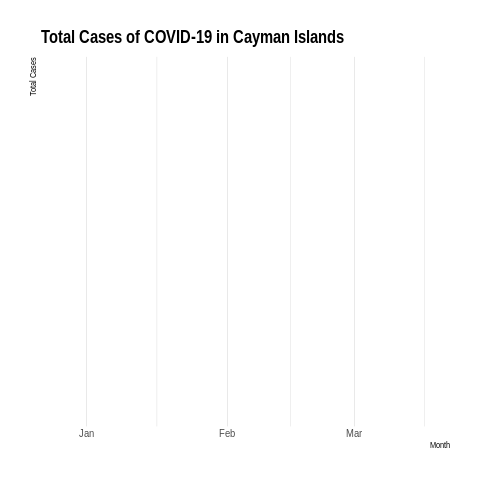 Total Cases of COVID-19 in Cayman Islands
Total Cases
Jan Feb Mar
Month